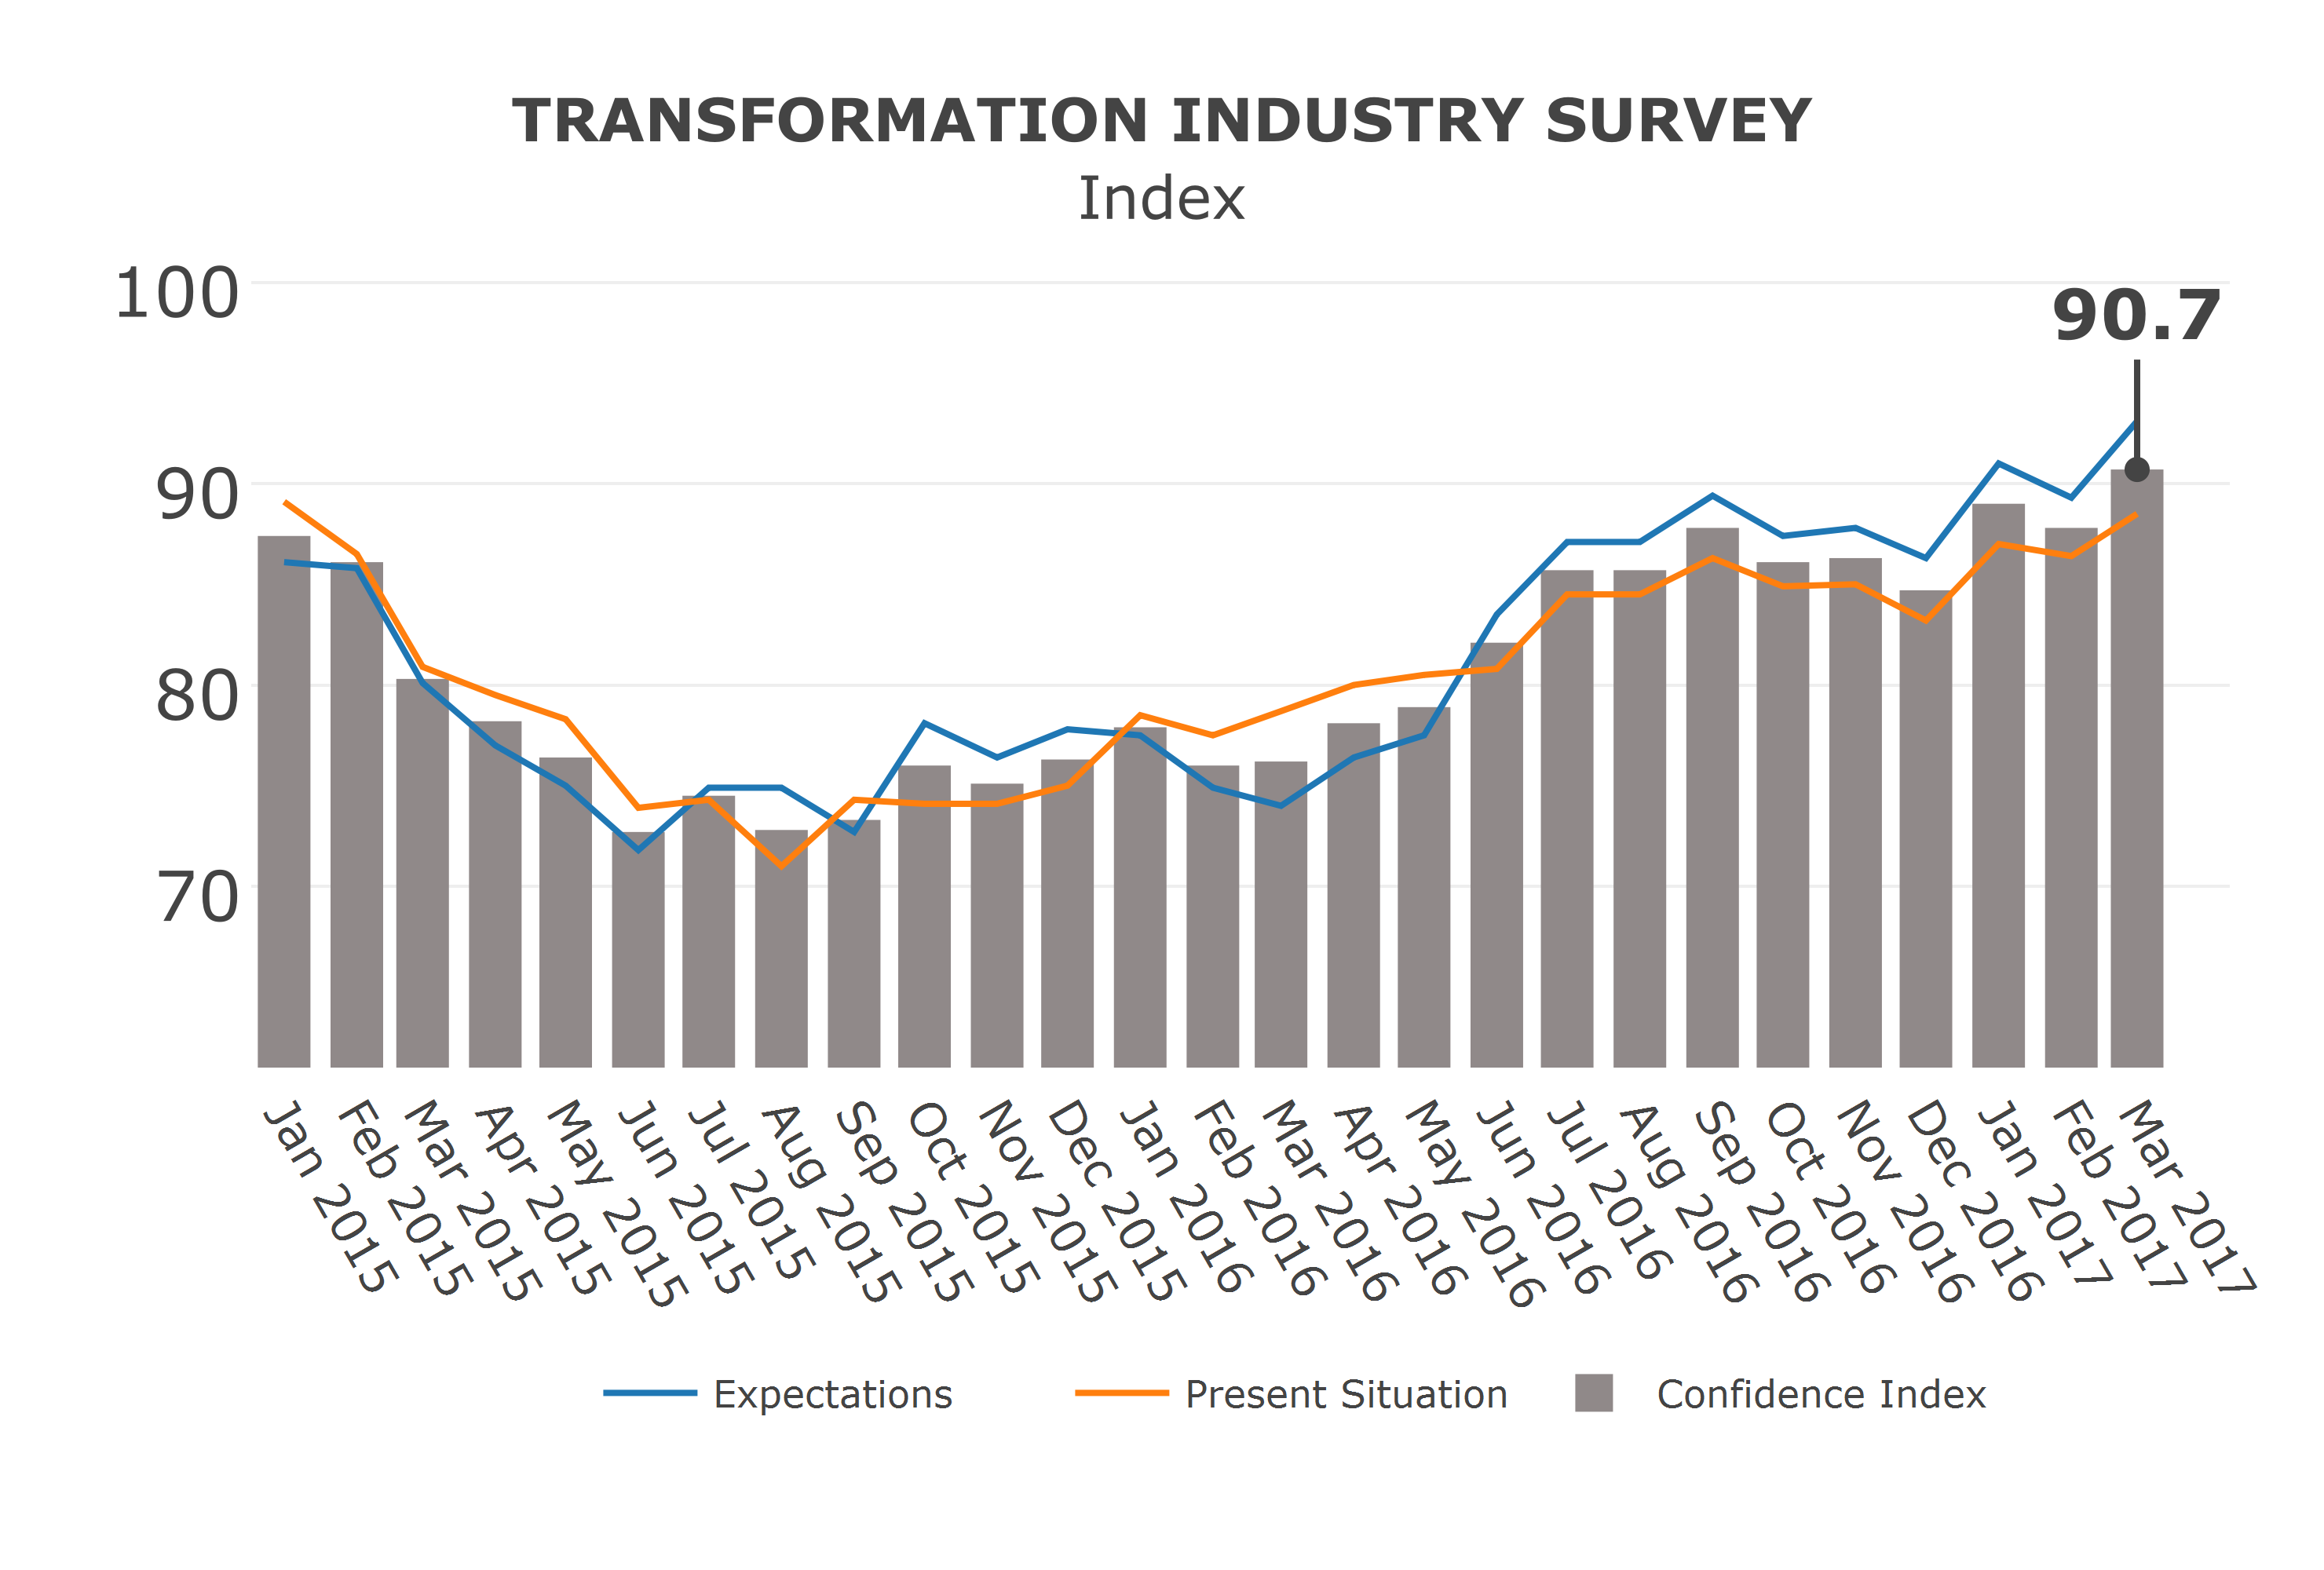 TRANSFORMATION INDUSTRY SURVEY
Index
100
90.7
90
80
70
Jan 2015
Feb 2015
Mar 2015
Apr 2015
May 2015
Jun 2015
Jul 2015
Aug 2015
Sep 2015
Oct 2015
Nov 2015
Dec 2015
Jan 2016
Feb 2016
Mar 2016
Apr 2016
May 2016
Jun 2016
Jul 2016
Aug 2016
Sep 2016
Oct 2016
Nov 2016
Dec 2016
Jan 2017
Feb 2017
Mar 2017
Expectations
Present Situation
Confidence Index